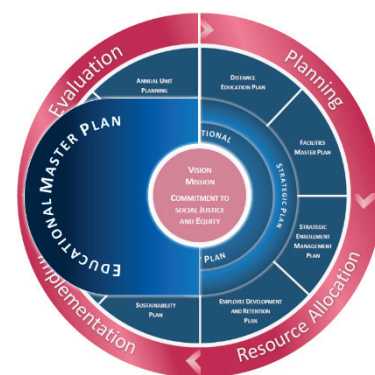 Evaluation
Planning
Resource Allocation
Implementation
ANNUAL UNIT
PLANNING
DISTANCE
EDUCATION PLAN
FACILITIES
MASTER PLAN
STRATEGIC
ENROLLMENT
MANAGEMENT
PLAN
EMPLOYEE DEVELOPMENT
AND RETENTION
PLAN
SUSTAINABILITY
PLAN
EDUCATIONAL MASTER PLAN
TIONAL
STRATEGIC PLAN
PLAN
VISION
MISSION
COMMITMENT TO
SOCIAL JUSTICE
AND EQUITY